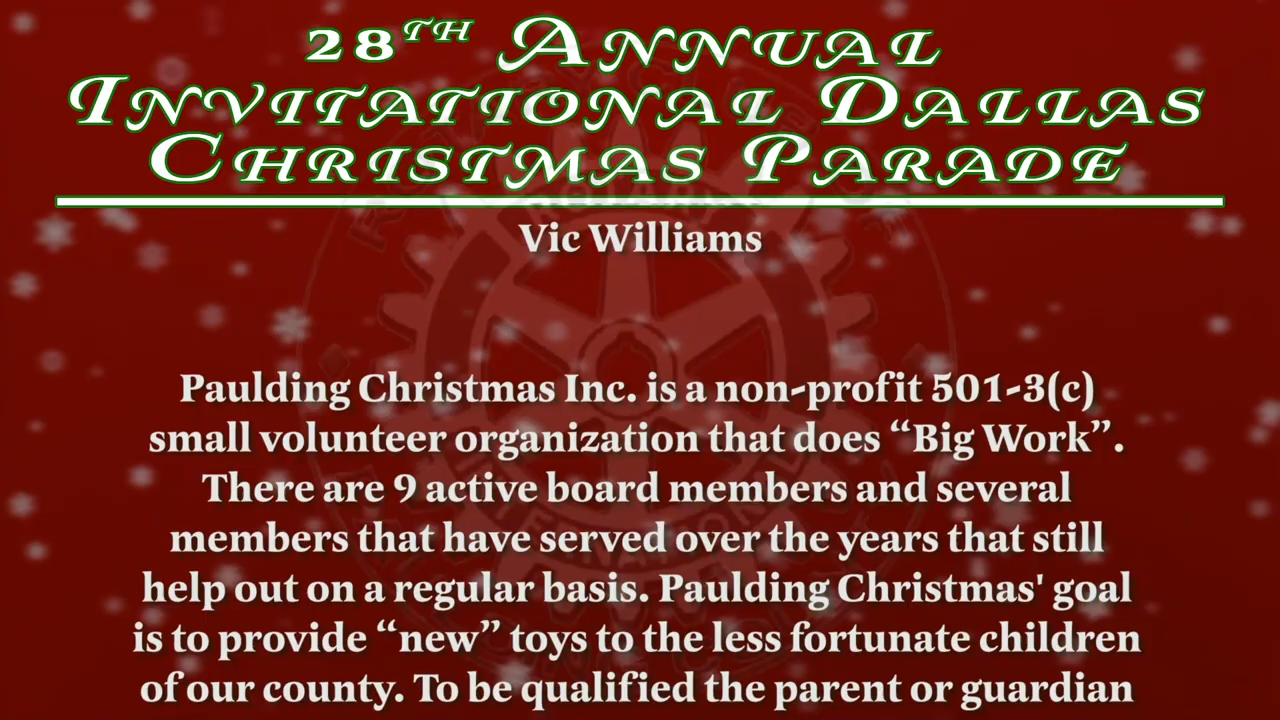 28TH ANNUAL
INVITATIONAL DALLAS
CHRISTMAS PARADE
Vic Williams
Paulding Christmas Inc. is a non-profit 501-3(c)
small volunteer organization that does “Big Work”.
There are 9 active board members and several
members that have served over the years that still
help out on a regular basis. Paulding Christmas' goal
is to provide “new” toys to the less fortunate children
of our county. To be qualified the parent or guardian